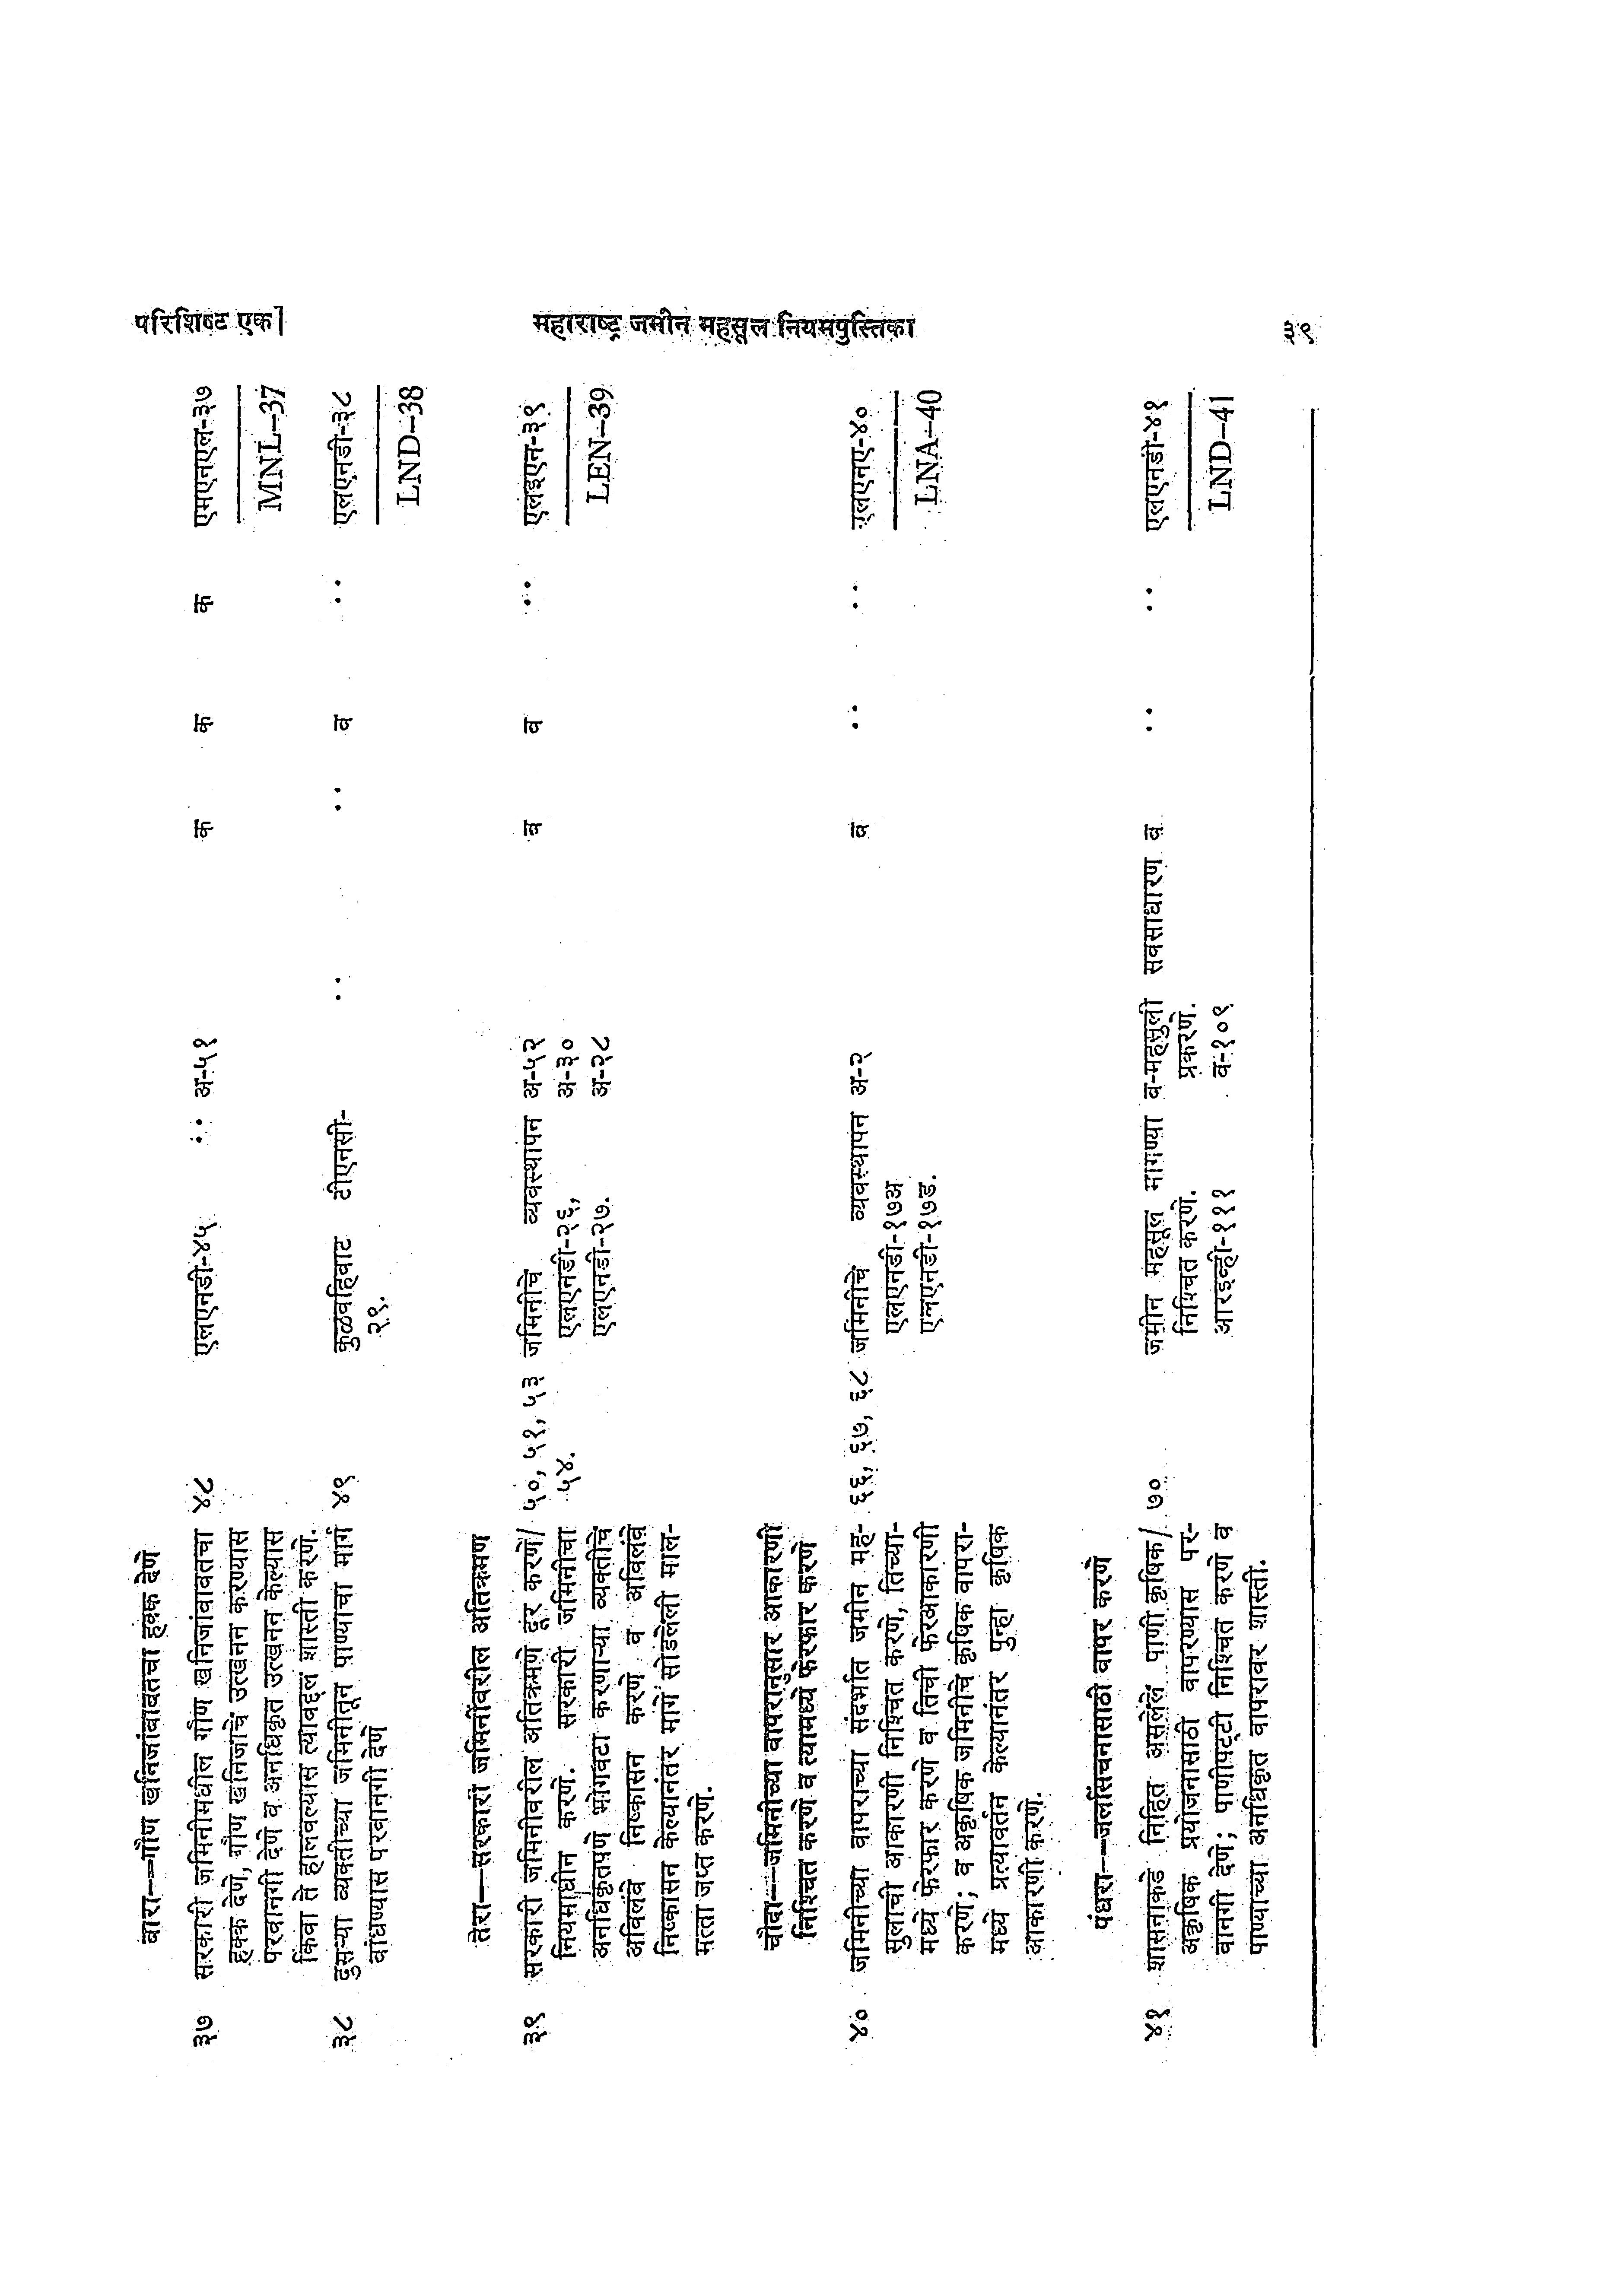 परिशिष्ट एक]
महाराष्ट्र जमीन महसूल नियमपुस्तिका
३९
बारा--गौण खनिजांबाबतचा हक्क देणे
३७ सरकारी जमिनीमधील गौण खनिजांबाबतचा ४८ एलएनडी-४५ .. अ-५१ क क क एमएनएल-३७
हक्क देणे, गौण खनिजांचे उत्खनन करण्यास MNL-37
परवानगी देणे व अनधिकृत उत्खनन केल्यास
किंवा ते हालवल्यास त्याबद्दल शास्ती करणे.
३८ दुसऱ्या व्यक्तीच्या जमिनीतून पाण्याचा मार्ग ४९ कुळवहिवाट टीएनसी- .. .. ब .. एलएनडी-३८
बांधण्यास परवानगी देणे २९. LND-38
तेरा--सरकारी जमिनींवरील अतिक्रमण
३९ सरकारी जमिनीवरील अतिक्रमणे दूर करणे/ ५०, ५१, ५३ जमिनीचे व्यवस्थापन अ-५२ ब ब .. एलइएन-३९
नियमाधीन करणे. सरकारी जमिनीचा ५४. एलएनडी-२६, अ-३० LEN-39
अनधिकृतपणे भोगवटा करणाऱ्या व्यक्तीचे एलएनडी-२७. अ-२८
अविलंबे निष्कासन करणे व अविलंबे
निष्कासन केल्यानंतर मागे सोडलेली माल-
मत्ता जप्त करणे.
चौदा--जमिनीच्या वापरानुसार आकारणी
निश्चित करणे व त्यामध्ये फेरफार करणे
४० जमिनीच्या वापराच्या संदर्भात जमीन मह- ६६, ६७, ६८ जमिनीचे व्यवस्थापन अ-२ ब .. .. एलएनए-४०
सुलाची आकारणी निश्चित करणे, तिच्या- एलएनडी-१७अ LNA-40
मध्ये फेरफार करणे व तिची फेरआकारणी एलएनडी-१७ड.
करणे; व अकृषिक जमिनीचे कृषिक वापरा-
मध्ये प्रत्यावर्तन केल्यानंतर पुन्हा कृषिक
आकारणी करणे.
पंधरा--जलसिंचनासाठी वापर करणे
४१ शासनाकडे निहित असलेले पाणी कृषिक/ ७० जमीन महसूल मागण्या ब-महसुली सवसाधारण ब .. .. एलएनडी-४१
अकृषिक प्रयोजनासाठी वापरण्यास पर- निश्चित करणे. प्रकरणे. LND-41
वानगी देणे; पाणीपट्टी निश्चित करणे व आरइव्ही-१११ ब-१०९
पाण्याच्या अनधिकृत वापरावर शास्ती.